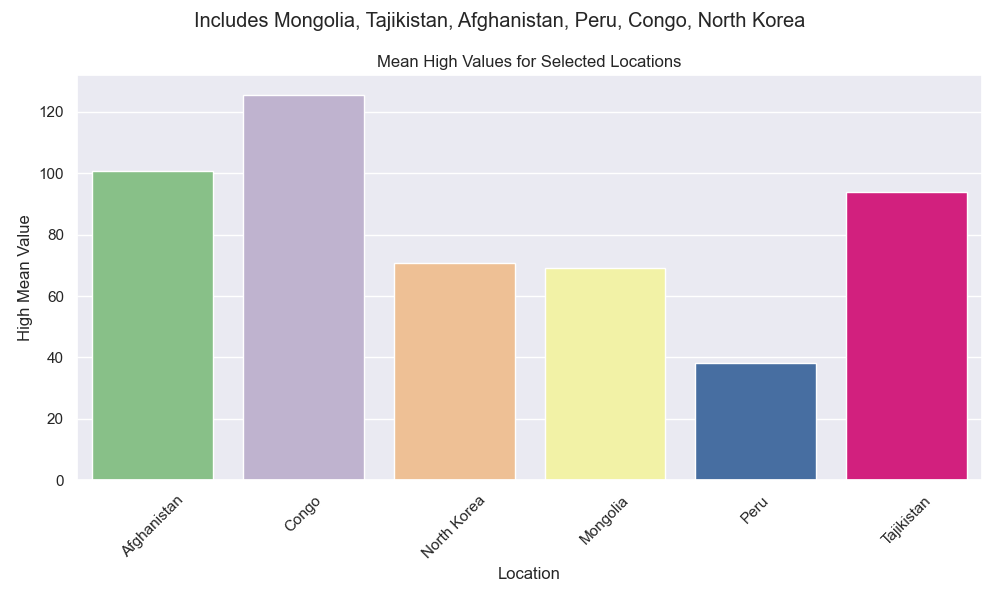 Includes Mongolia, Tajikistan, Afghanistan, Peru, Congo, North Korea
Mean High Values for Selected Locations
High Mean Value
120
100
80
60
40
20
0
Afghanistan
Congo
North Korea
Mongolia
Peru
Tajikistan
Location